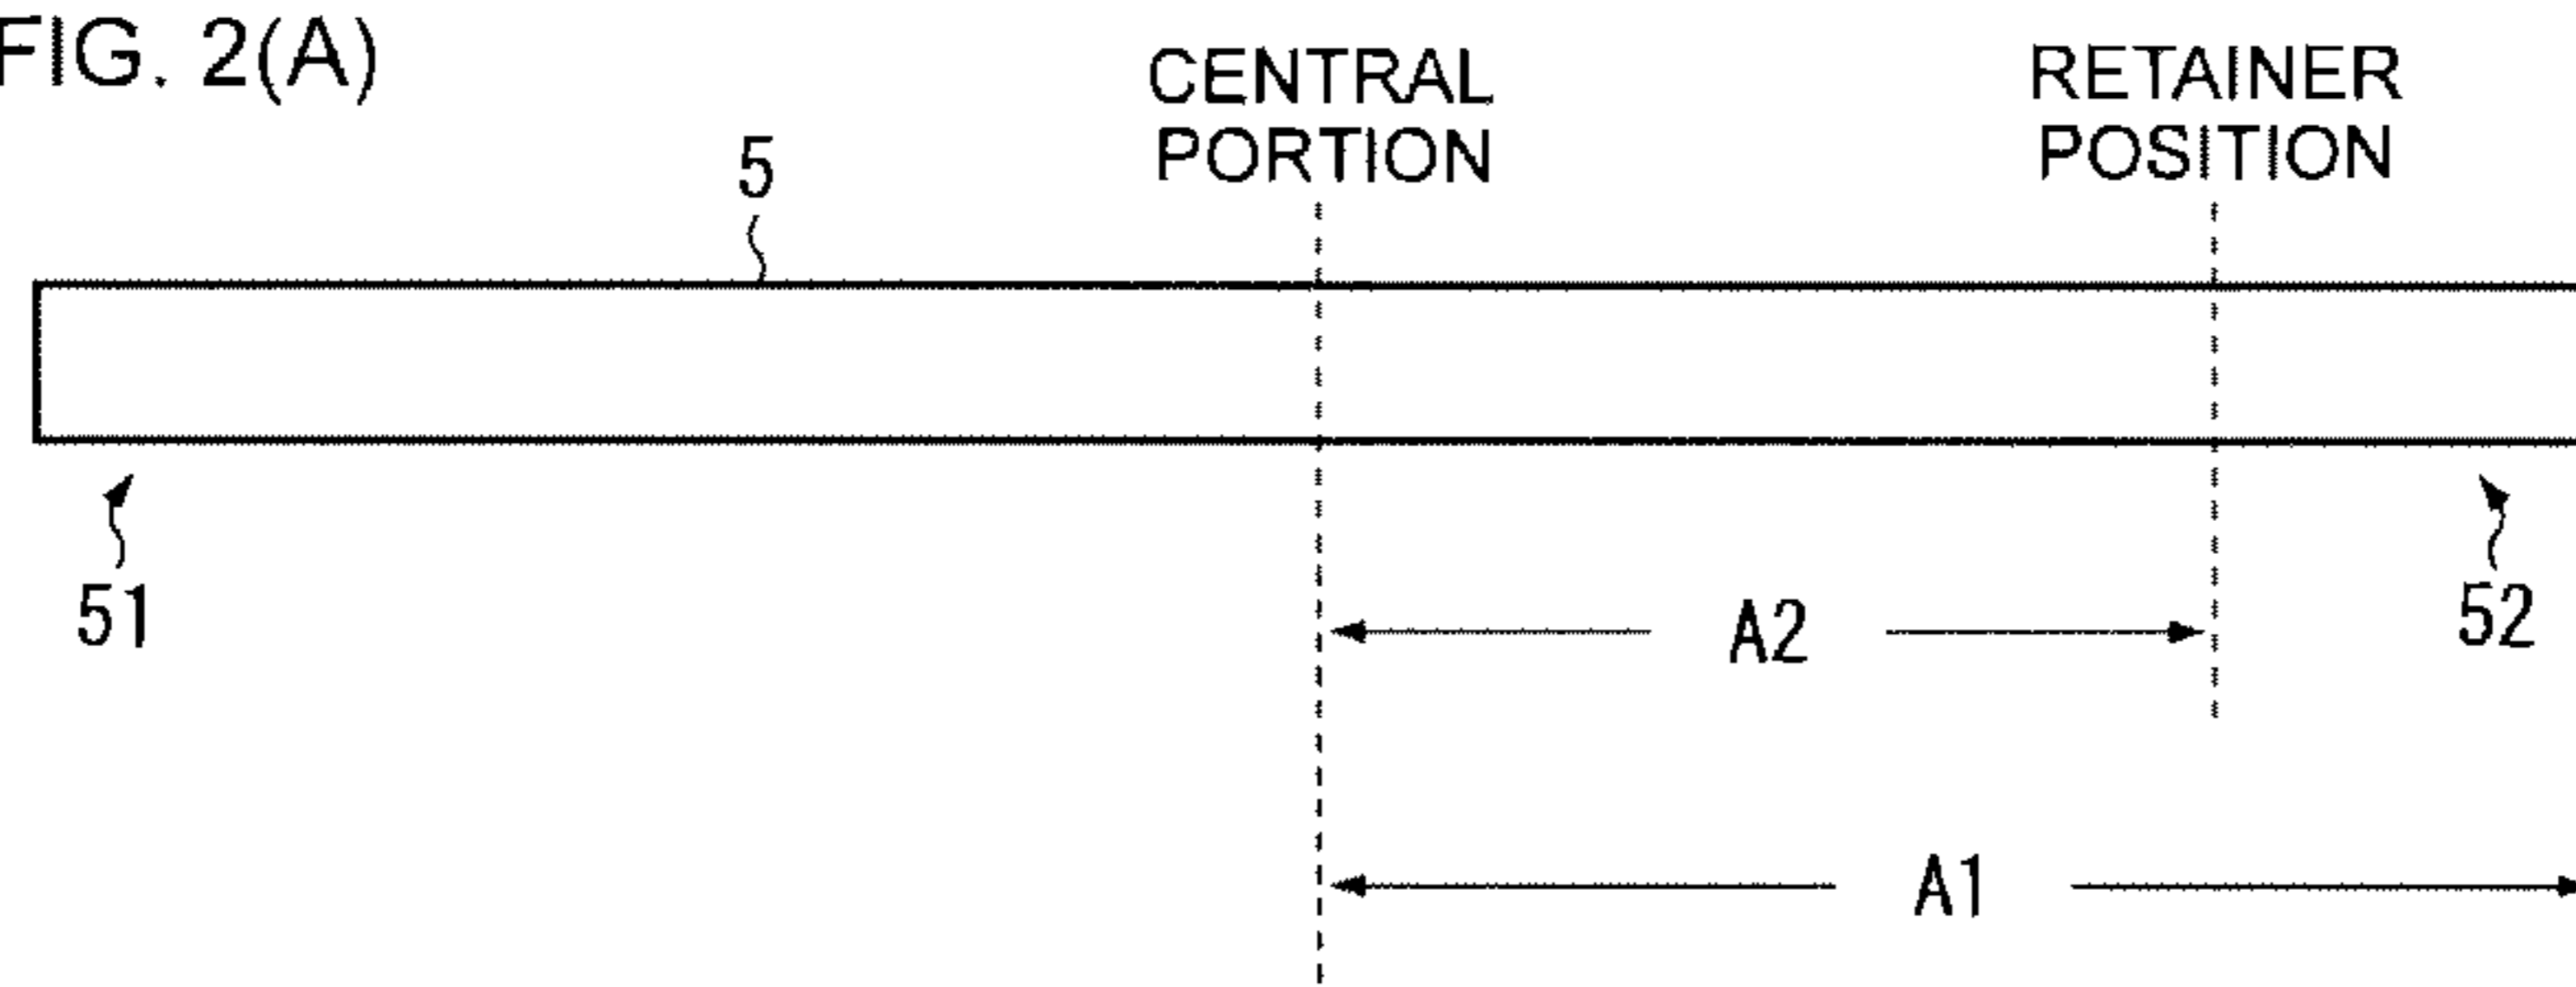 FIG. 2(A)
CENTRAL
PORTION
RETAINER
POSITION
5
51
52
A2
A1